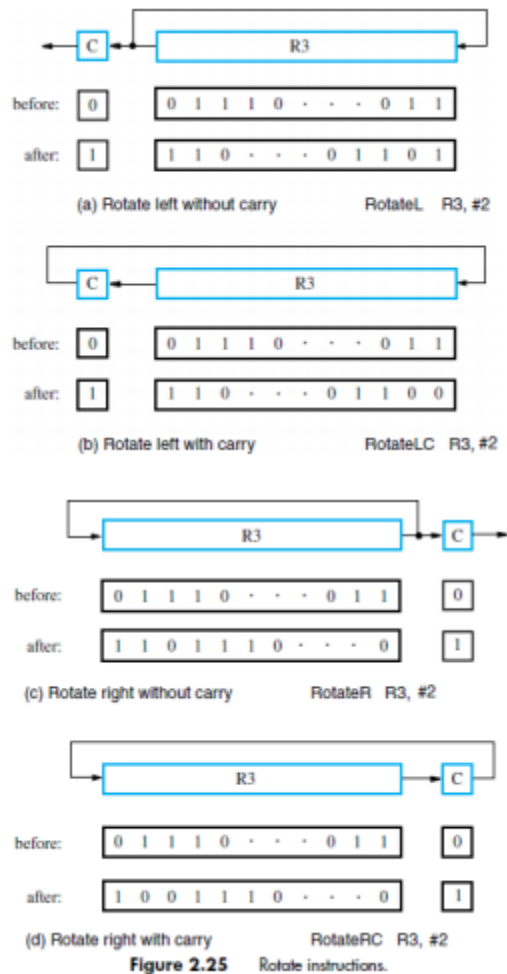 C R3
before: 0 0 1 1 1 0 · · · 0 1 1
after: 1 1 1 0 · · · 0 1 1 0 1
(a) Rotate left without carry RotateL R3, #2
C R3
before: 0 0 1 1 1 0 · · · 0 1 1
after: 1 1 1 0 · · · 0 1 1 0 0
(b) Rotate left with carry RotateLC R3, #2
R3 C
before: 0 1 1 1 0 · · · 0 1 1 0
after: 1 1 0 1 1 1 0 · · · 0 1
(c) Rotate right without carry RotateR R3, #2
R3 C
before: 0 1 1 1 0 · · · 0 1 1 0
after: 1 0 0 1 1 1 0 · · · 0 1
(d) Rotate right with carry RotateRC R3, #2
Figure 2.25 Rotate instructions.